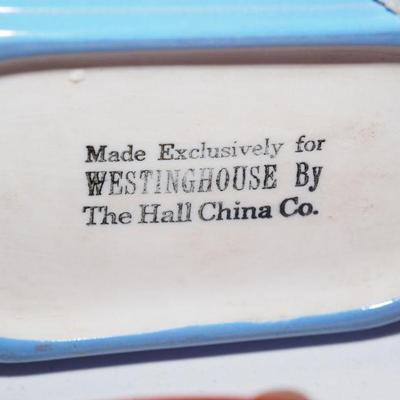 Made Exclusively for
WESTINGHOUSE By
The Hall China Co.